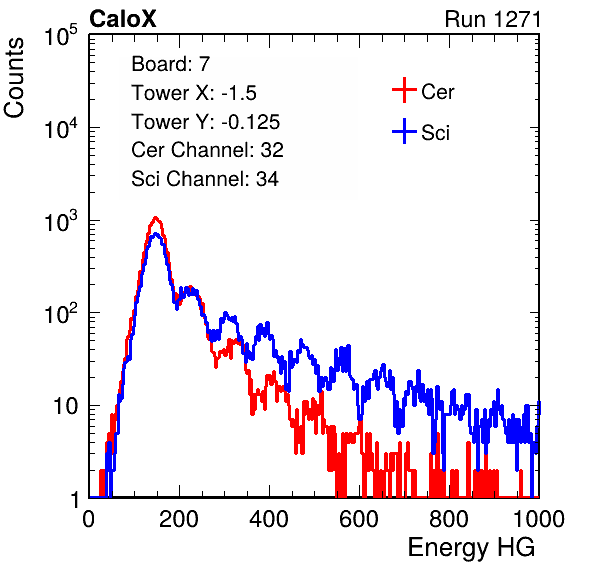 CaloX Run 1271
10^5
10^4
10^3
10^2
10
1
Counts
Board: 7
Tower X: -1.5
Tower Y: -0.125
Cer Channel: 32
Sci Channel: 34
Cer
Sci
0 200 400 600 800 1000
Energy HG